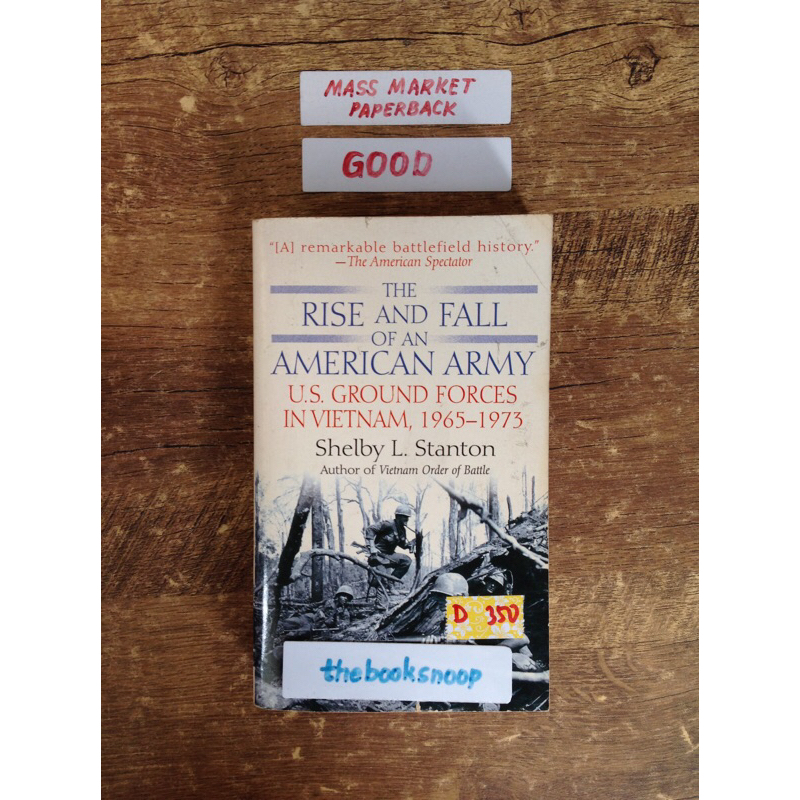 MASS MARKET
PAPERBACK
GOOD
"[A] remarkable battlefield history."
—The American Spectator
THE
RISE AND FALL
OF AN
AMERICAN ARMY
U.S. GROUND FORCES
IN VIETNAM, 1965–1973
Shelby L. Stanton
Author of Vietnam Order of Battle
D 350
thebooksnoop